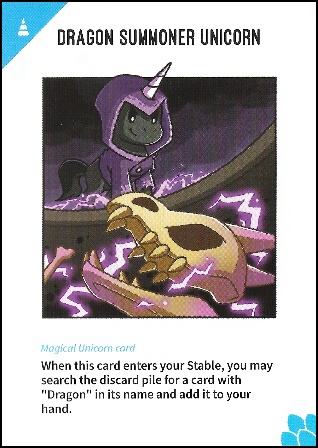 DRAGON SUMMONER UNICORN
Magical Unicorn card
When this card enters your Stable, you may
search the discard pile for a card with
"Dragon" in its name and add it to your
hand.